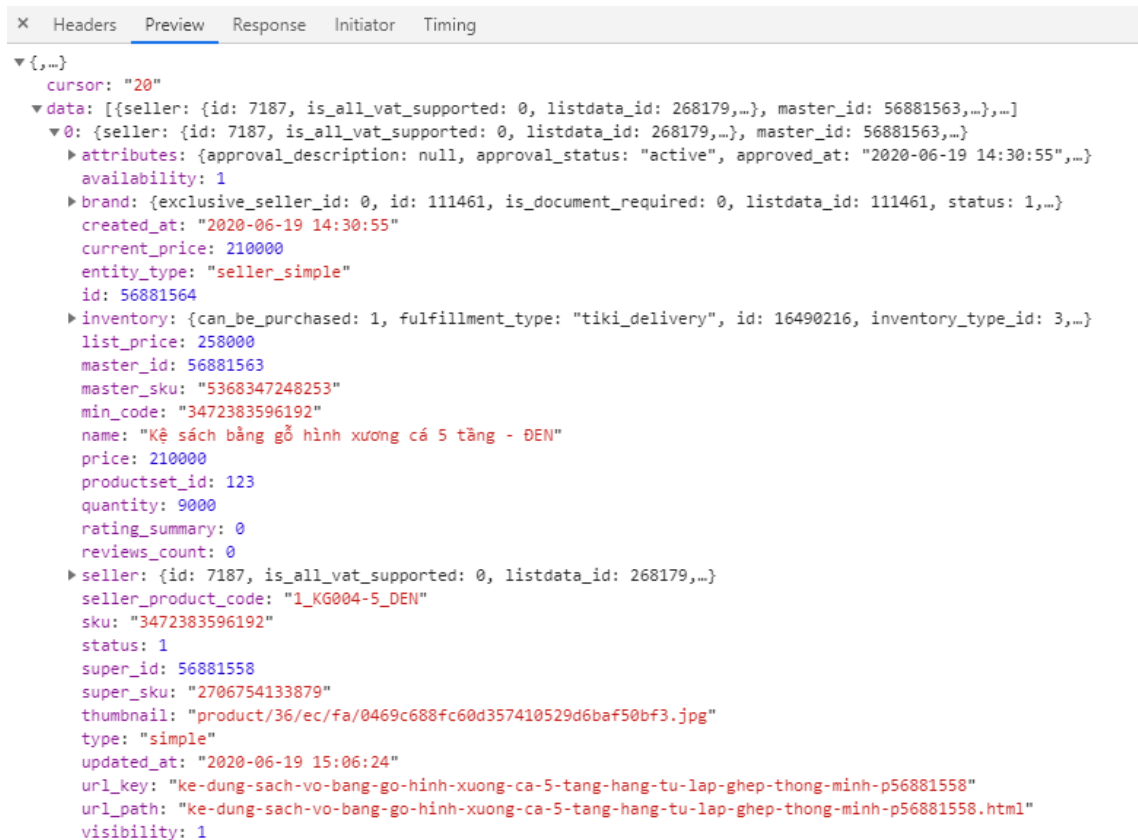 × Headers Preview Response Initiator Timing
▼{,…}
cursor: "20"
▼data: [{seller: {id: 7187, is_all_vat_supported: 0, listdata_id: 268179,…}, master_id: 56881563,…},…]
▼0: {seller: {id: 7187, is_all_vat_supported: 0, listdata_id: 268179,…}, master_id: 56881563,…}
▶attributes: {approval_description: null, approval_status: "active", approved_at: "2020-06-19 14:30:55",…}
availability: 1
▶brand: {exclusive_seller_id: 0, id: 111461, is_document_required: 0, listdata_id: 111461, status: 1,…}
created_at: "2020-06-19 14:30:55"
current_price: 210000
entity_type: "seller_simple"
id: 56881564
▶inventory: {can_be_purchased: 1, fulfillment_type: "tiki_delivery", id: 16490216, inventory_type_id: 3,…}
list_price: 258000
master_id: 56881563
master_sku: "5368347248253"
min_code: "3472383596192"
name: "Kệ sách bằng gỗ hình xương cá 5 tầng - ĐEN"
price: 210000
productset_id: 123
quantity: 9000
rating_summary: 0
reviews_count: 0
▶seller: {id: 7187, is_all_vat_supported: 0, listdata_id: 268179,…}
seller_product_code: "1_KG004-5_DEN"
sku: "3472383596192"
status: 1
super_id: 56881558
super_sku: "2706754133879"
thumbnail: "product/36/ec/fa/0469c688fc60d357410529d6baf50bf3.jpg"
type: "simple"
updated_at: "2020-06-19 15:06:24"
url_key: "ke-dung-sach-vo-bang-go-hinh-xuong-ca-5-tang-hang-tu-lap-ghep-thong-minh-p56881558"
url_path: "ke-dung-sach-vo-bang-go-hinh-xuong-ca-5-tang-hang-tu-lap-ghep-thong-minh-p56881558.html"
visibility: 1